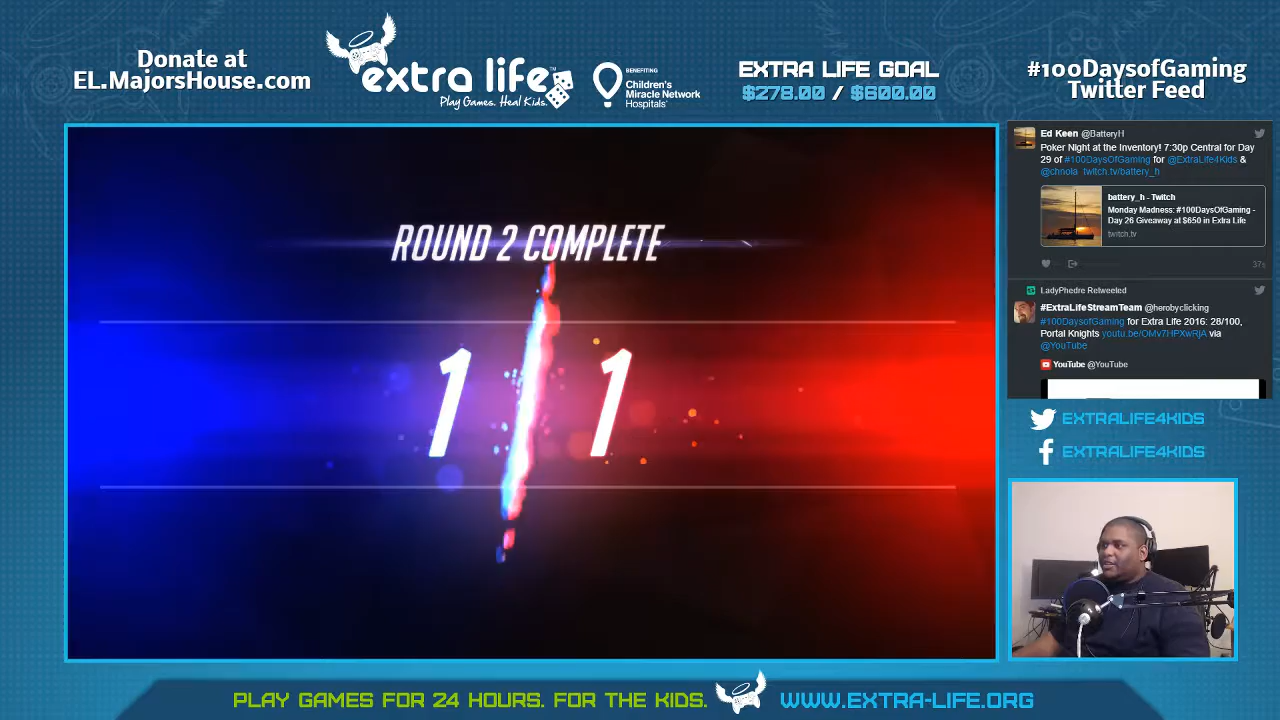 Donate at
EL.MajorsHouse.com
extra life™
Play Games. Heal Kids.
BENEFITING
Children's
Miracle Network
Hospitals
EXTRA LIFE GOAL
$278.00 / $600.00
#100DaysofGaming
Twitter Feed
Ed Keen @BatteryH
Poker Night at the Inventory! 7:30p Central for Day
29 of #100DaysOfGaming for @ExtraLife4Kids &
@chnola twitch.tv/battery_h
battery_h - Twitch
Monday Madness: #100DaysOfGaming -
Day 26 Giveaway at $650 in Extra Life
twitch.tv
37s
LadyPhedre Retweeted
#ExtraLifeStreamTeam @herobyclicking
#100DaysofGaming for Extra Life 2016: 28/100,
Portal Knights youtu.be/OMv7HPXwRjA via
@YouTube
YouTube @YouTube
ROUND 2 COMPLETE
1 1
EXTRALIFE4KIDS
EXTRALIFE4KIDS
PLAY GAMES FOR 24 HOURS. FOR THE KIDS.
WWW.EXTRA-LIFE.ORG